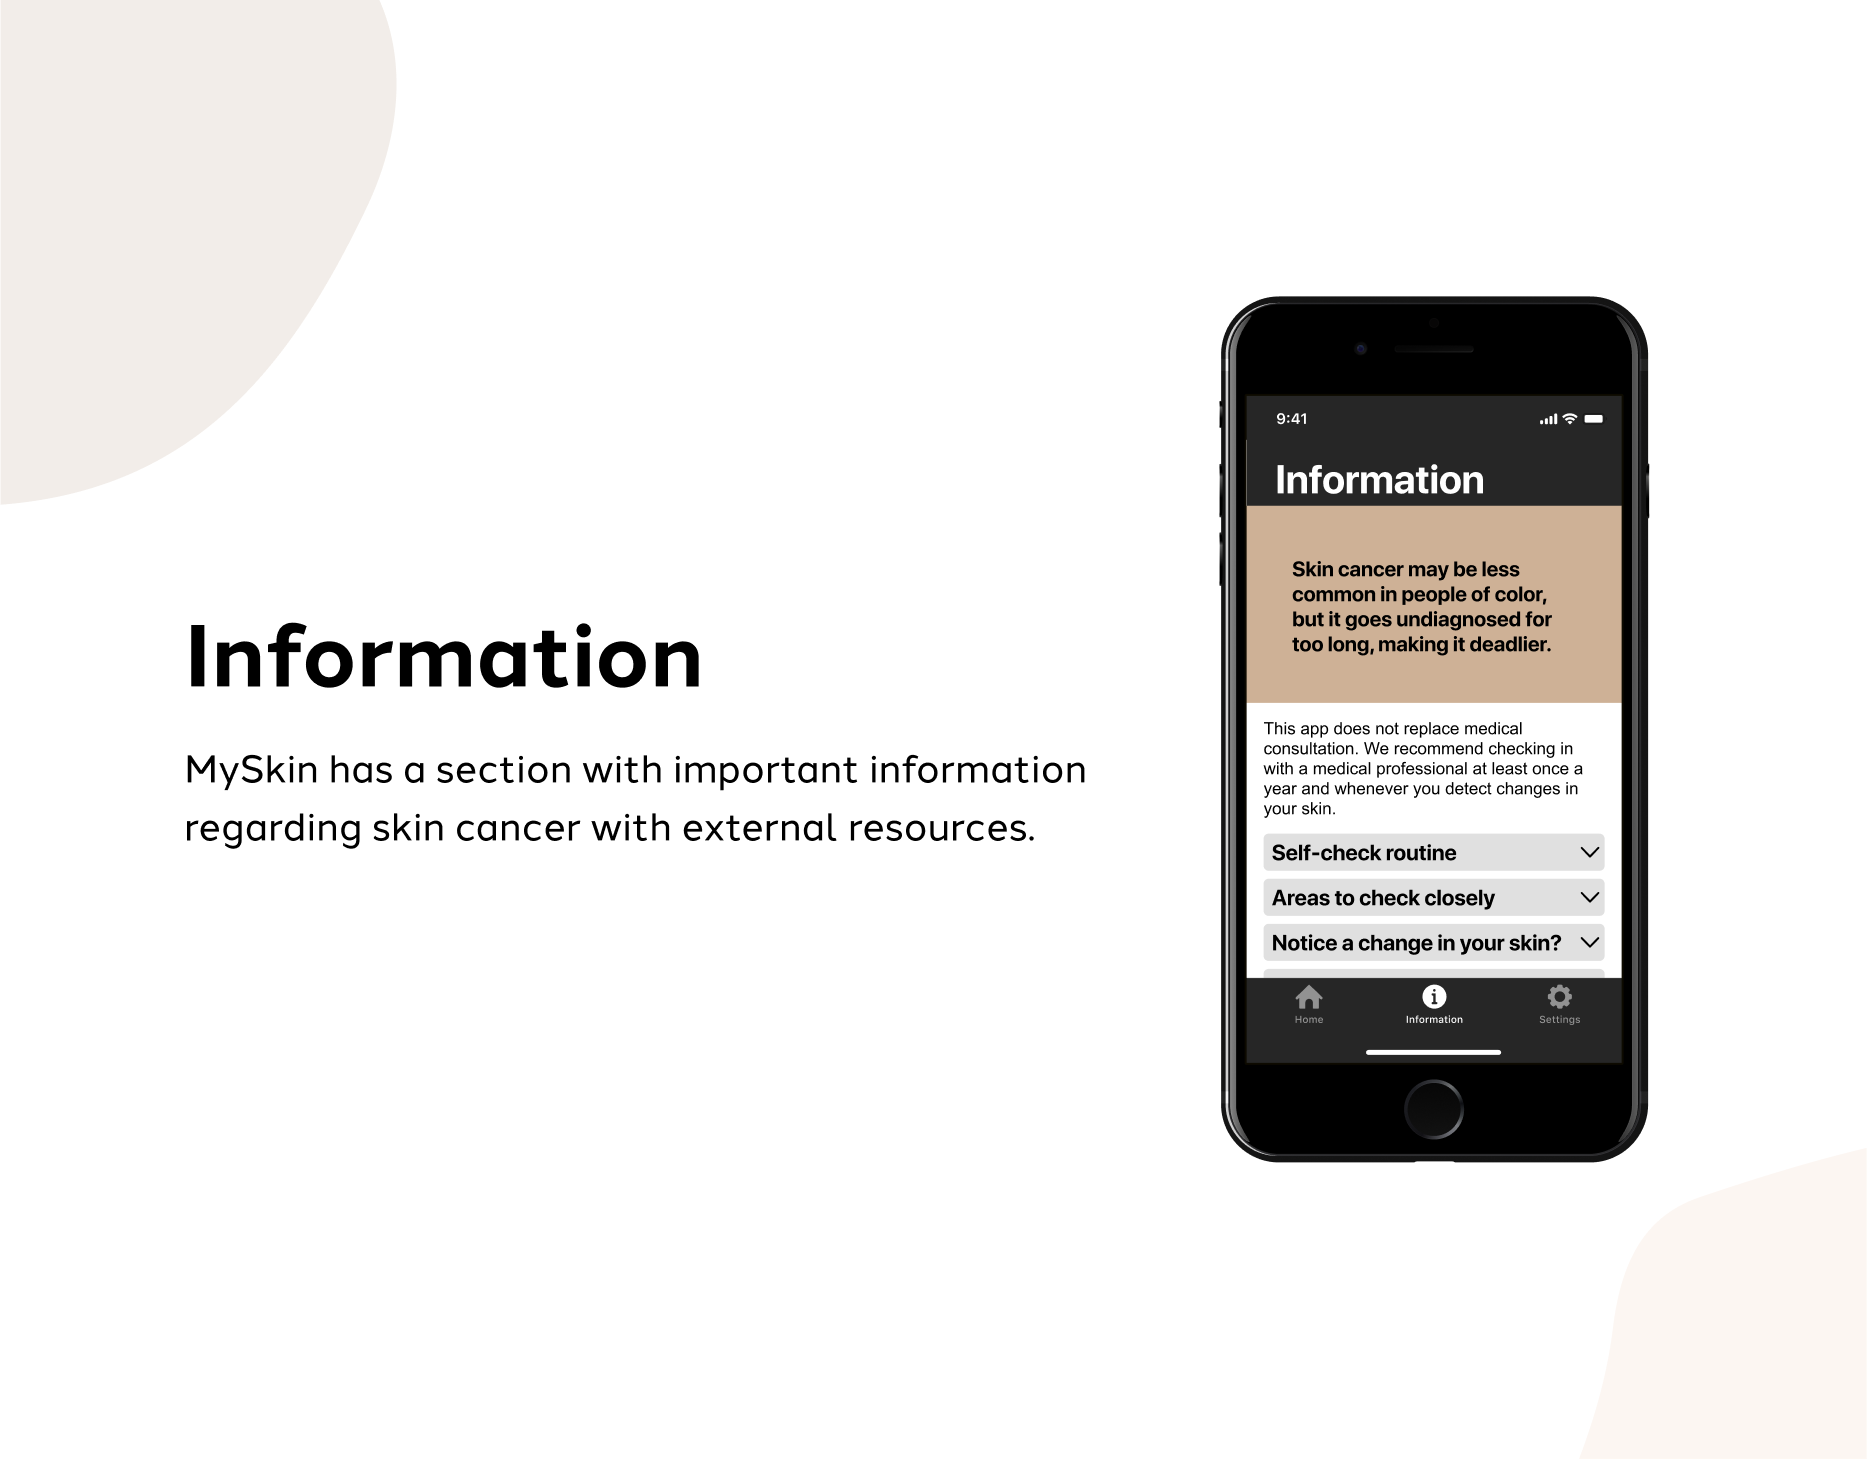 Information
MySkin has a section with important information
regarding skin cancer with external resources.
9:41
Information
Skin cancer may be less
common in people of color,
but it goes undiagnosed for
too long, making it deadlier.
This app does not replace medical
consultation. We recommend checking in
with a medical professional at least once a
year and whenever you detect changes in
your skin.
Self-check routine
Areas to check closely
Notice a change in your skin?
Home
Information
Settings